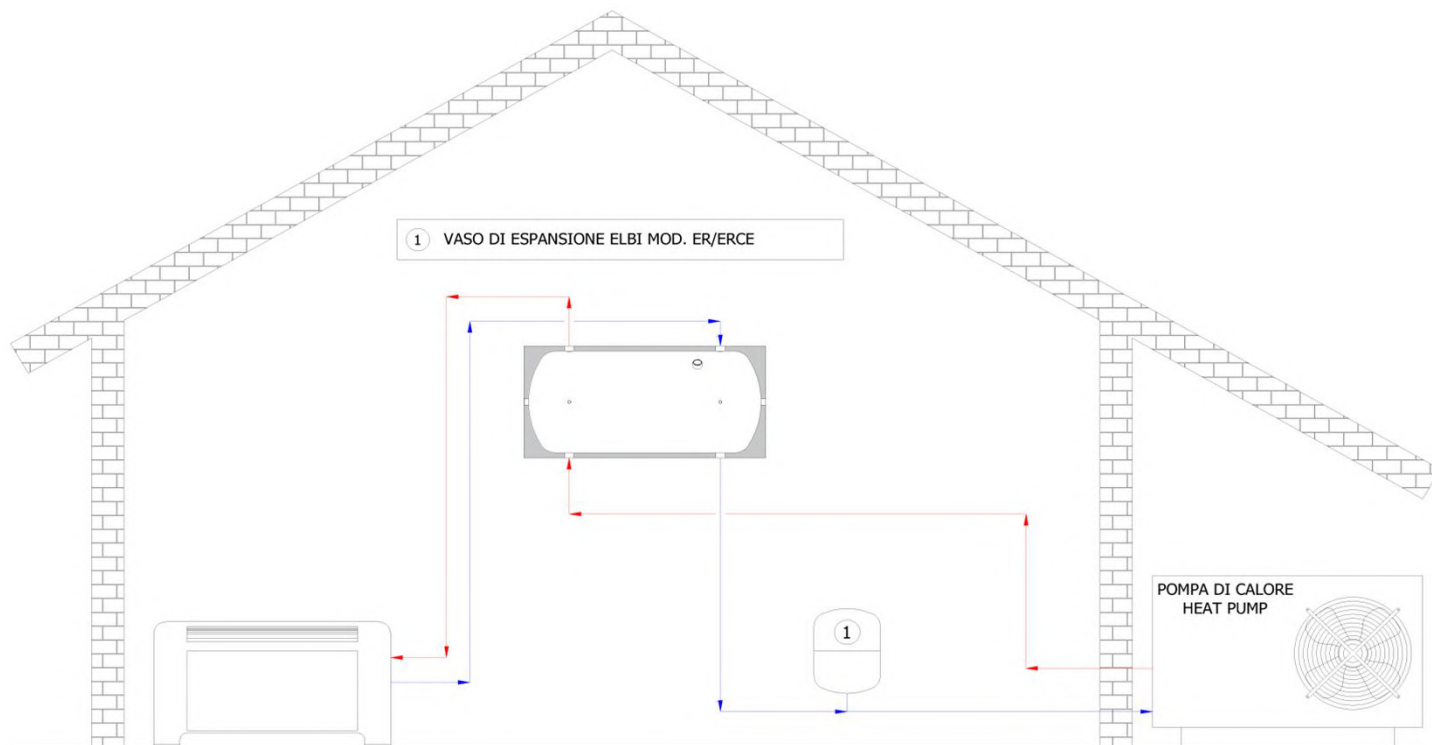 1 VASO DI ESPANSIONE ELBI MOD. ER/ERCE
POMPA DI CALORE
HEAT PUMP
1